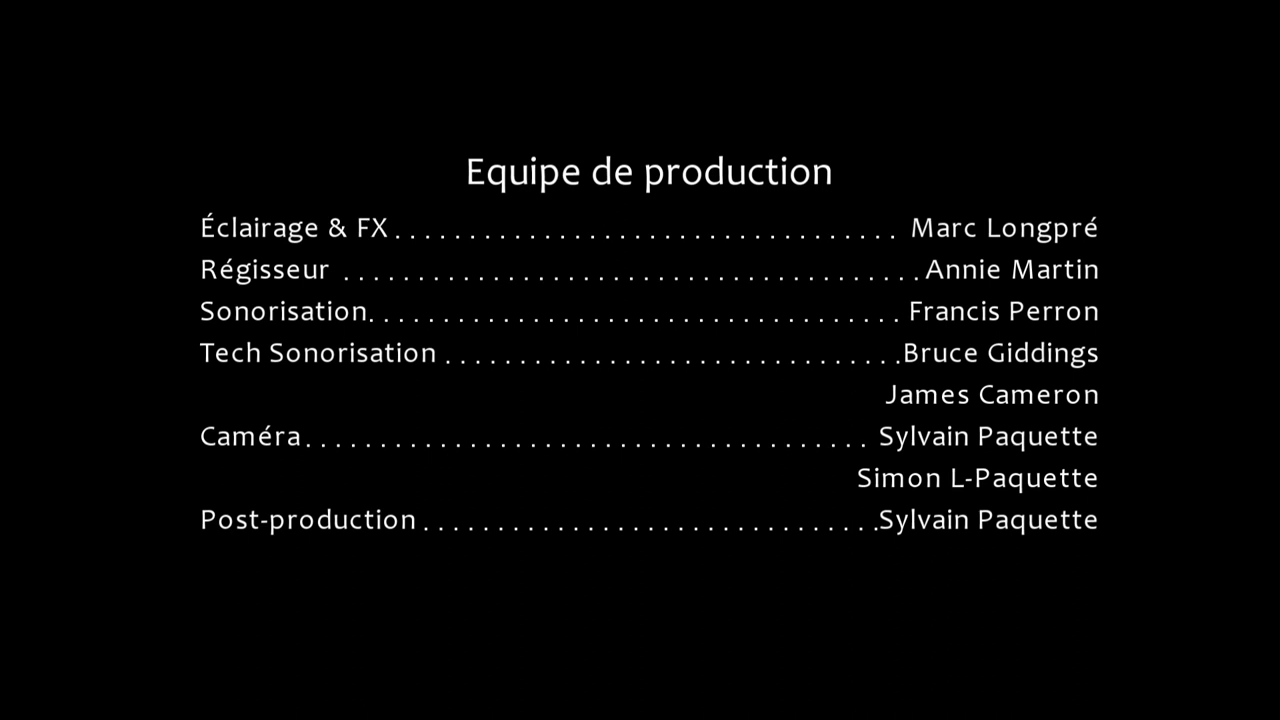 Equipe de production
Éclairage & FX . . . . . . . . . . . . . . . . . . . . . . . . . . . . . . . . . . Marc Longpré
Régisseur . . . . . . . . . . . . . . . . . . . . . . . . . . . . . . . . . . . . . . . Annie Martin
Sonorisation. . . . . . . . . . . . . . . . . . . . . . . . . . . . . . . . . . . . Francis Perron
Tech Sonorisation . . . . . . . . . . . . . . . . . . . . . . . . . . . . . . .Bruce Giddings
James Cameron
Caméra. . . . . . . . . . . . . . . . . . . . . . . . . . . . . . . . . . . . . . Sylvain Paquette
Simon L-Paquette
Post-production . . . . . . . . . . . . . . . . . . . . . . . . . . . . . . .Sylvain Paquette